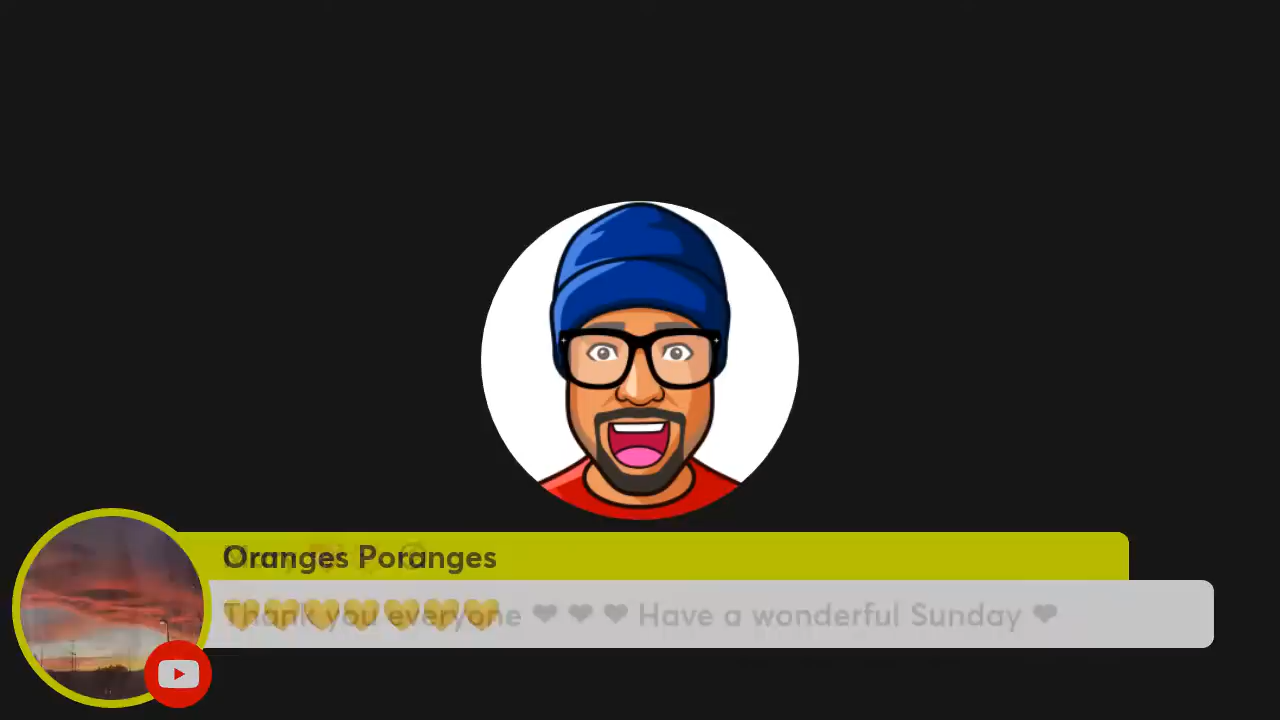 Oranges Poranges
Thank you everyone ❤ ❤ ❤ Have a wonderful Sunday ❤